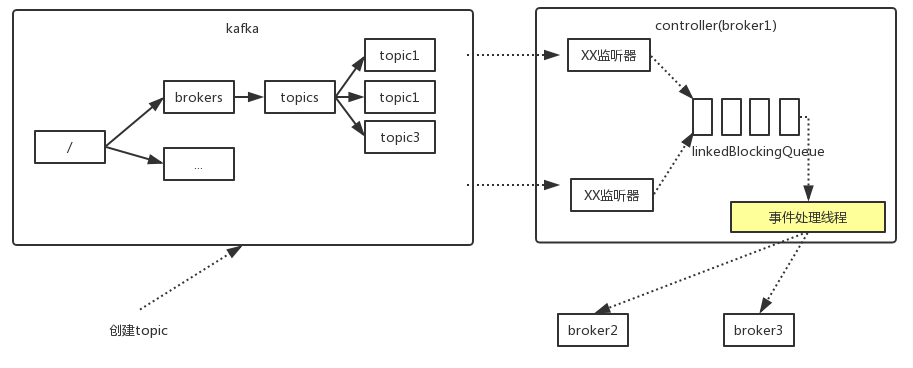 kafka
/
brokers
...
topics
topic1
topic1
topic3
创建topic
controller(broker1)
XX监听器
XX监听器
linkedBlockingQueue
事件处理线程
broker2
broker3